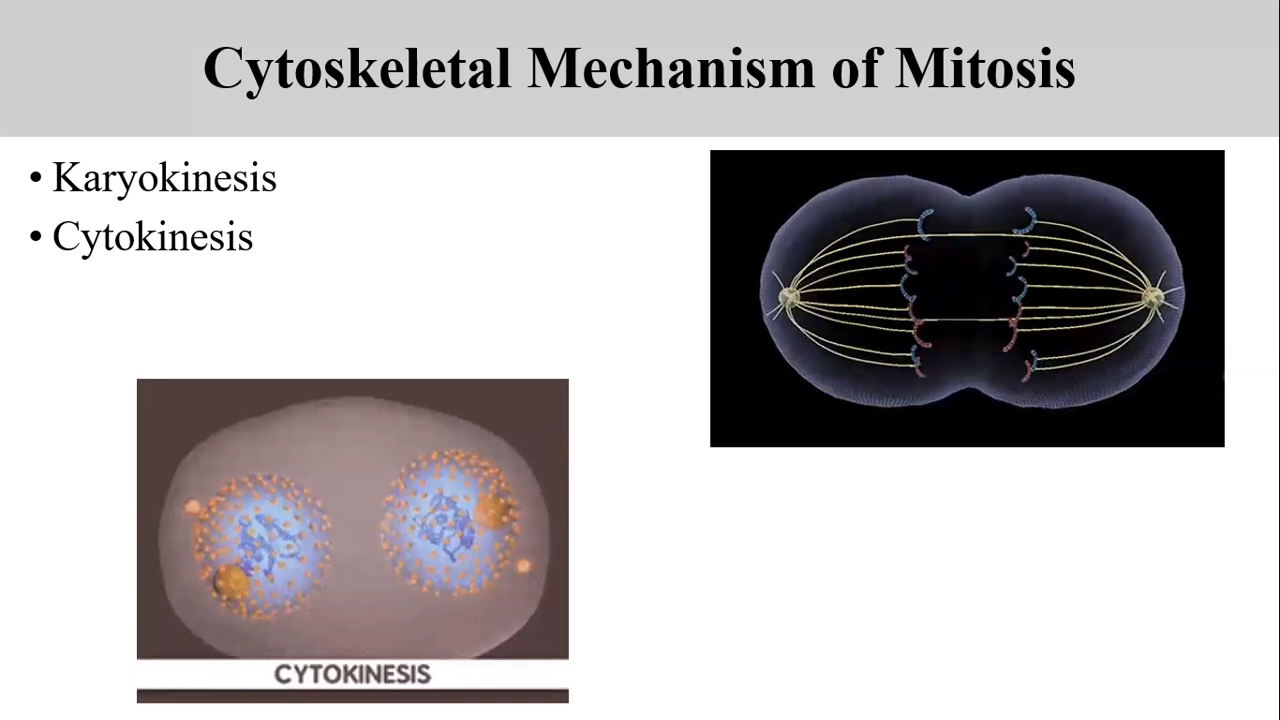 Cytoskeletal Mechanism of Mitosis
• Karyokinesis
• Cytokinesis
CYTOKINESIS